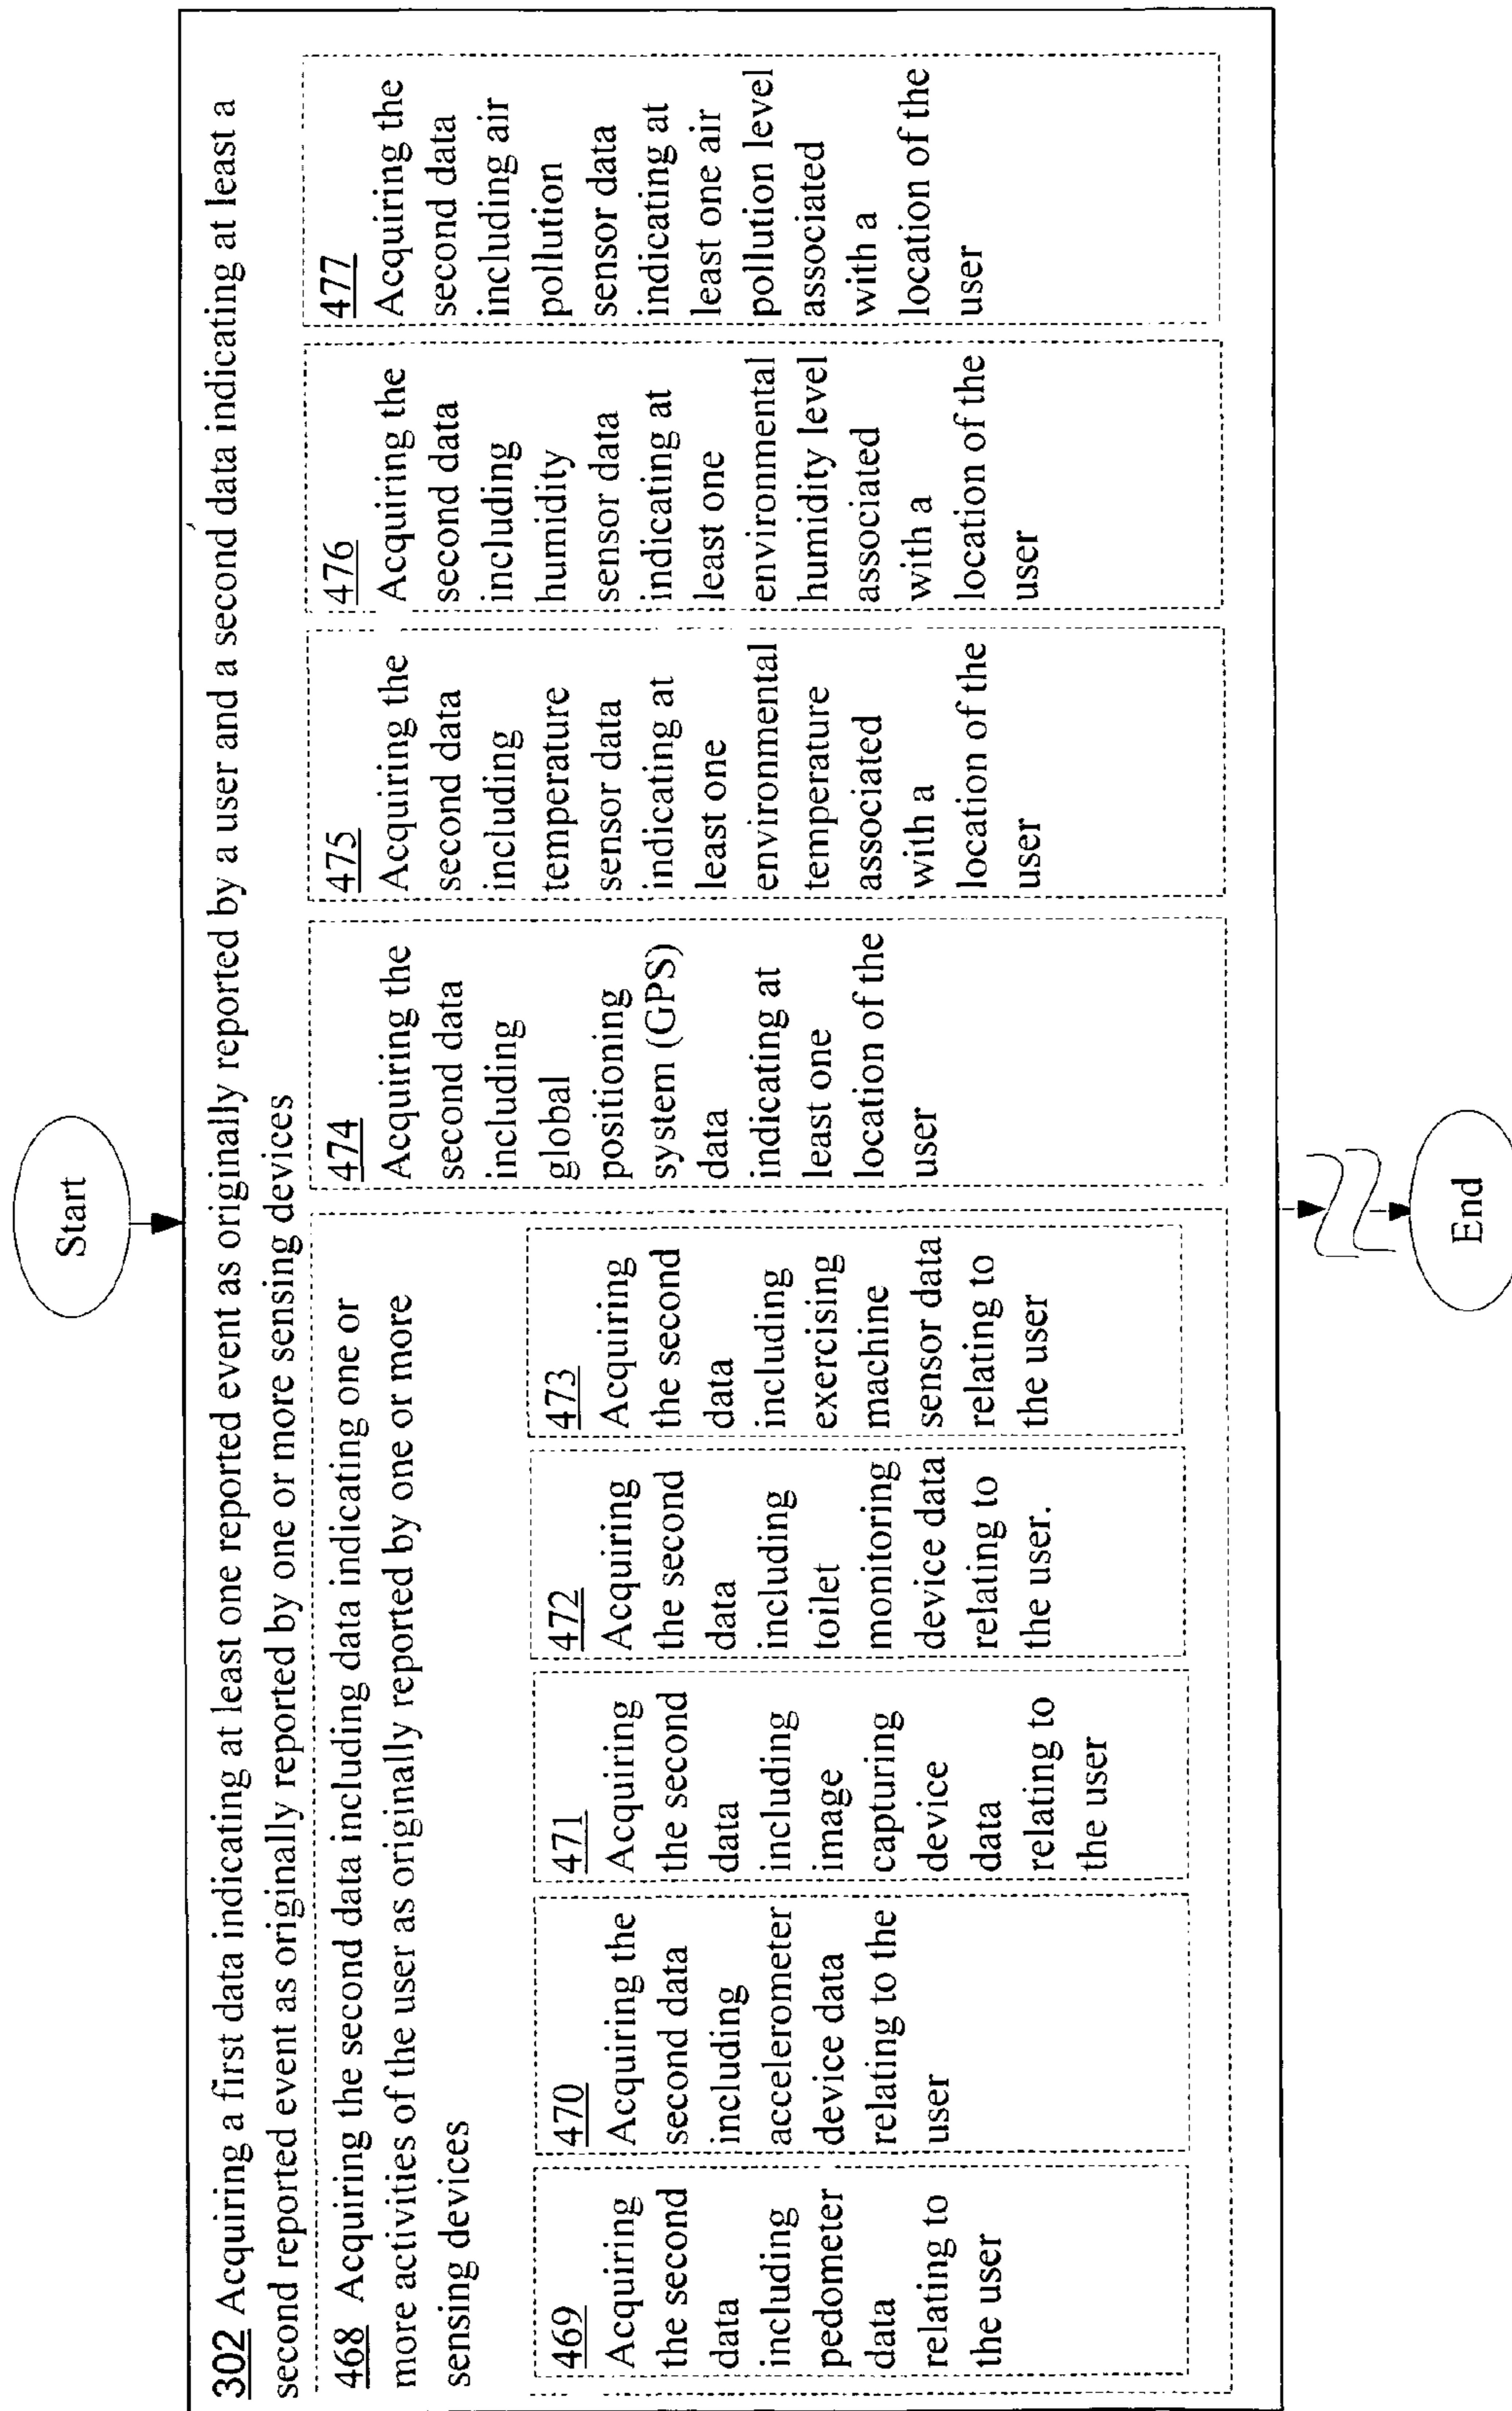 Start
302 Acquiring a first data indicating at least one reported event as originally reported by a user and a second data indicating at least a
second reported event as originally reported by one or more sensing devices
468 Acquiring the second data including data indicating one or
more activities of the user as originally reported by one or more
sensing devices
469
Acquiring
the second
data
including
pedometer
data
relating to
the user
470
Acquiring the
second data
including
accelerometer
device data
relating to the
user
471
Acquiring
the second
data
including
image
capturing
device
data
relating to
the user
472
Acquiring
the second
data
including
toilet
monitoring
device data
relating to
the user.
473
Acquiring
the second
data
including
exercising
machine
sensor data
relating to
the user
474
Acquiring the
second data
including
global
positioning
system (GPS)
data
indicating at
least one
location of the
user
475
Acquiring the
second data
including
temperature
sensor data
indicating at
least one
environmental
temperature
associated
with a
location of the
user
476
Acquiring the
second data
including
humidity
sensor data
indicating at
least one
environmental
humidity level
associated
with a
location of the
user
477
Acquiring the
second data
including air
pollution
sensor data
indicating at
least one air
pollution level
associated
with a
location of the
user
End